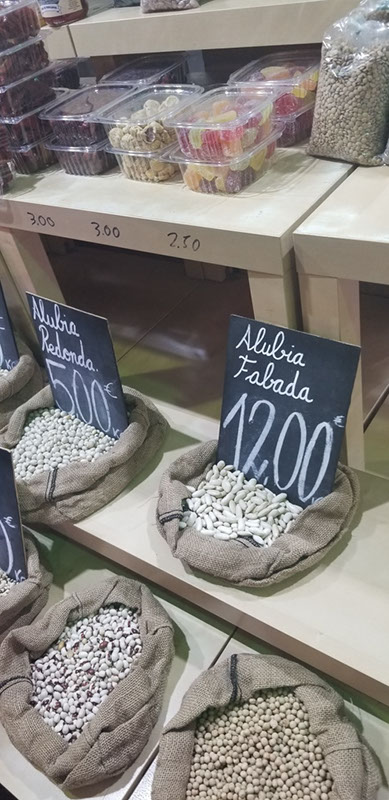 3.00
3.00
2.50
Alubia
Redonda.
5,00 €
Alubia
Fabada
12,00 €
€